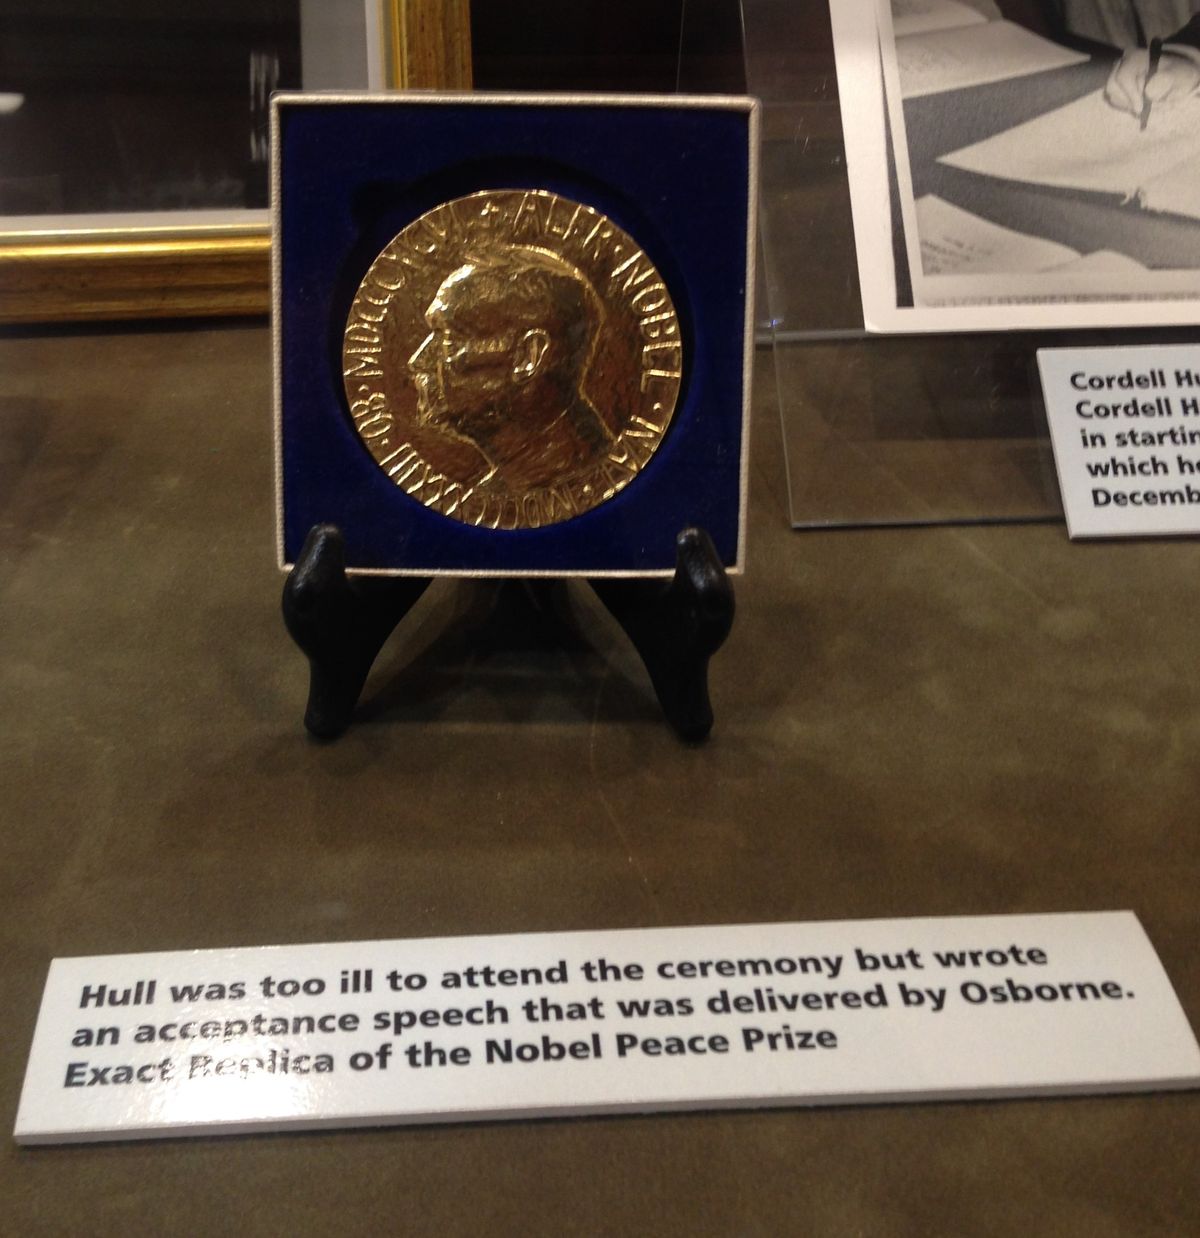 ALFR· NOBEL · NAT · MDCCCXXXIII · OB · MDCCCXCVI +
Cordell Hu
Cordell H
in startin
which he
Decemb
Hull was too ill to attend the ceremony but wrote
an acceptance speech that was delivered by Osborne.
Exact Replica of the Nobel Peace Prize